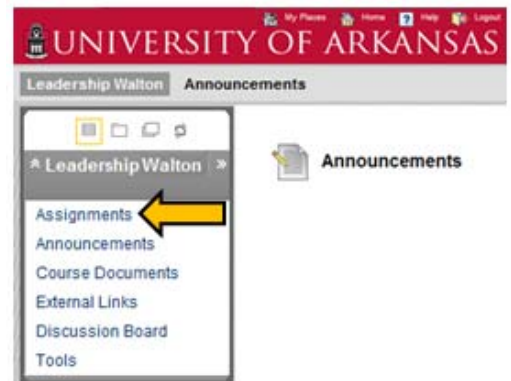 My Places Home ? Help Logout
UNIVERSITY OF ARKANSAS
Leadership Walton Announcements
Leadership Walton
Announcements
Assignments
Announcements
Course Documents
External Links
Discussion Board
Tools